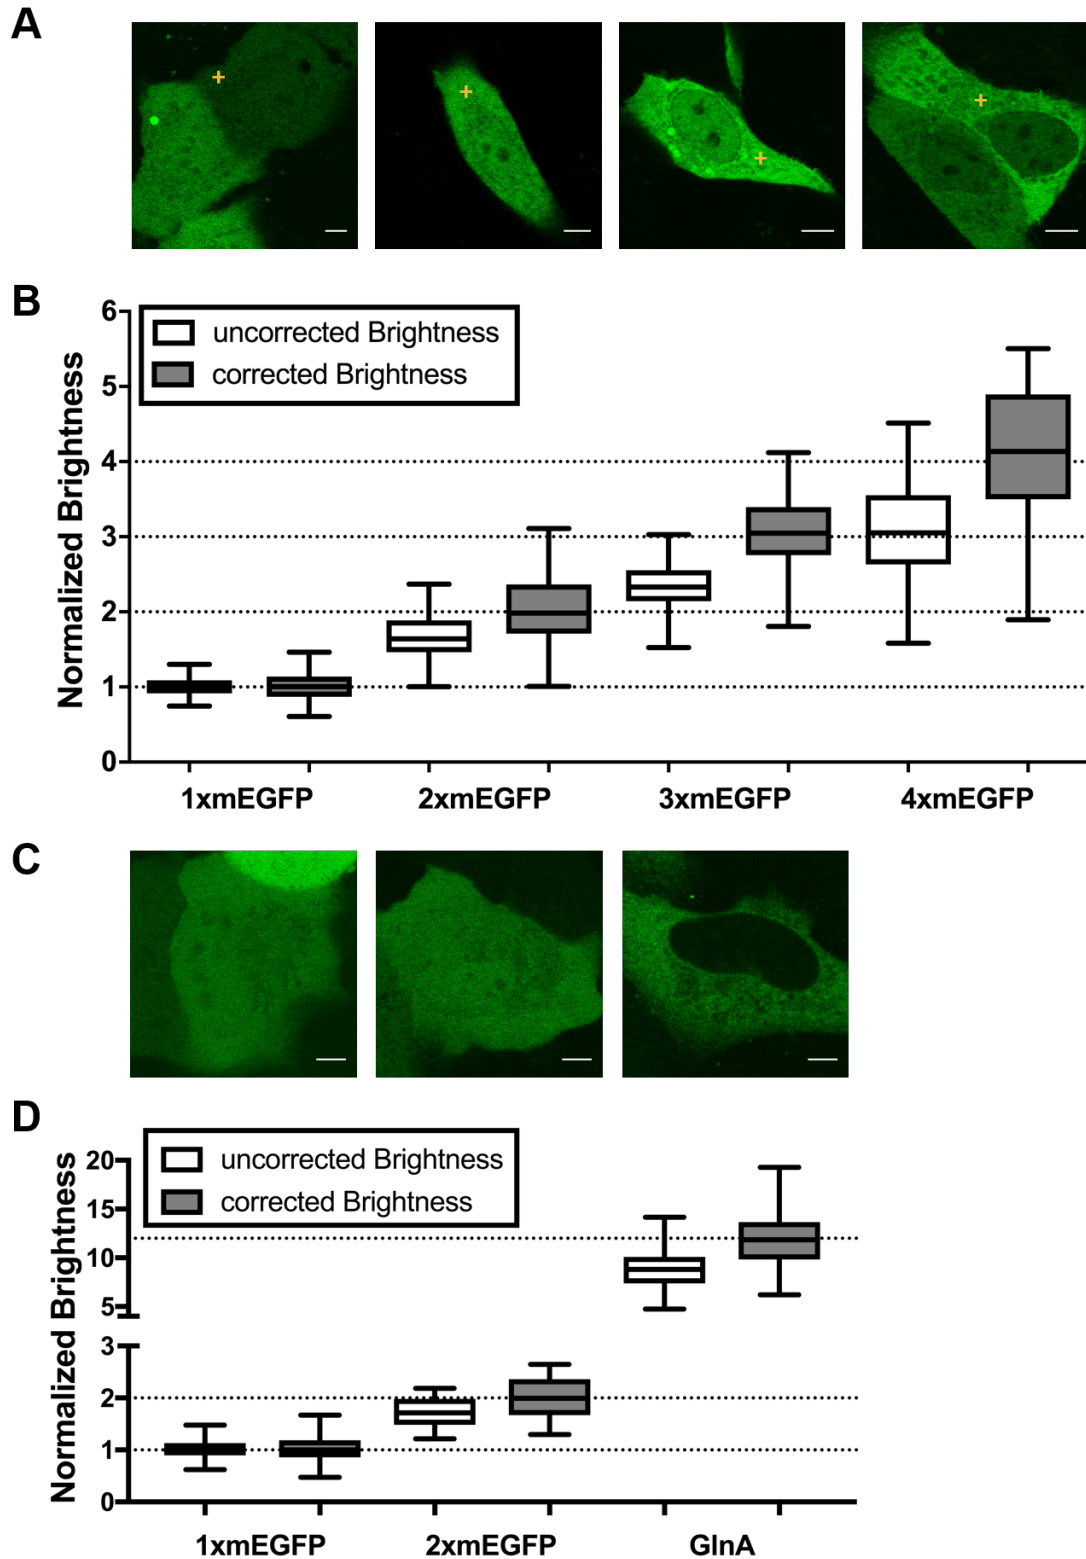 A
B
Normalized Brightness
6
5
4
3
2
1
0
uncorrected Brightness
corrected Brightness
1xmEGFP 2xmEGFP 3xmEGFP 4xmEGFP
C
D
Normalized Brightness
20
15
10
5
3
2
1
0
uncorrected Brightness
corrected Brightness
1xmEGFP 2xmEGFP GlnA